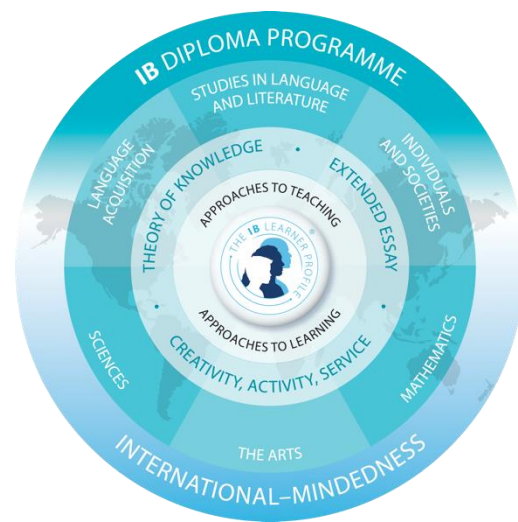 IB DIPLOMA PROGRAMME
STUDIES IN LANGUAGE
AND LITERATURE
LANGUAGE
ACQUISITION
INDIVIDUALS
AND SOCIETIES
THEORY OF KNOWLEDGE
•
EXTENDED ESSAY
APPROACHES TO TEACHING
THE IB LEARNER PROFILE
®
APPROACHES TO LEARNING
•
•
CREATIVITY, ACTIVITY, SERVICE
SCIENCES
MATHEMATICS
THE ARTS
INTERNATIONAL–MINDEDNESS